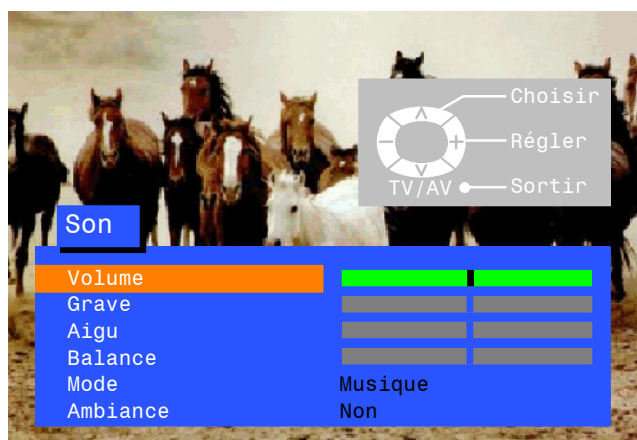 Choisir
Régler
TV/AV Sortir
Son
Volume
Grave
Aigu
Balance
Mode Musique
Ambiance Non